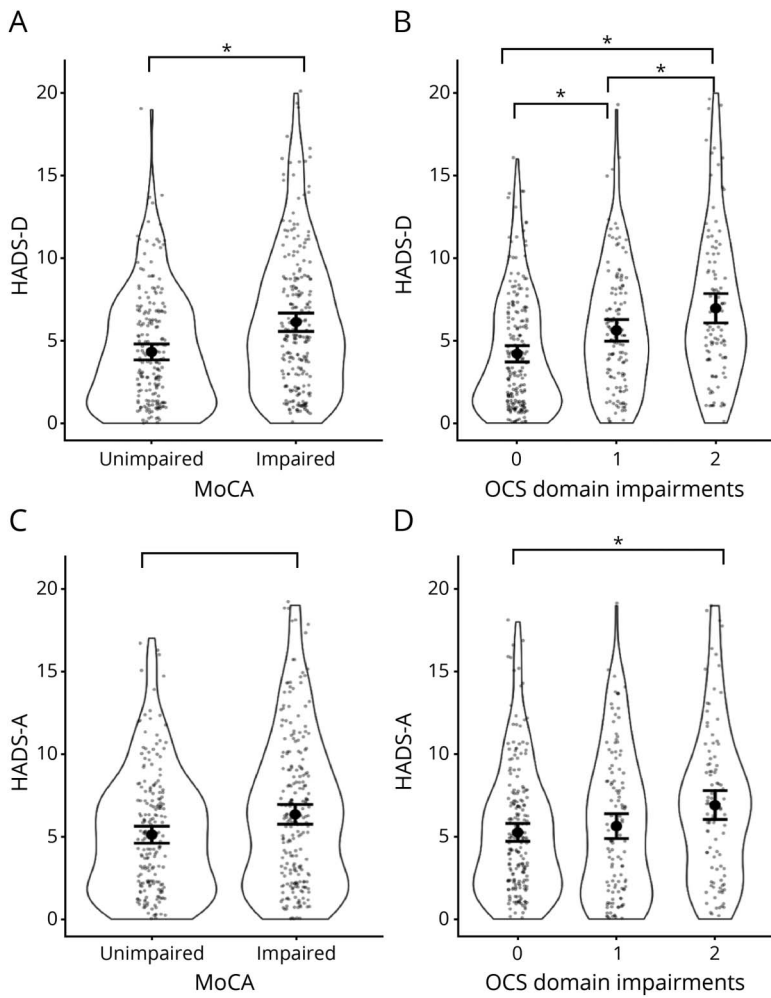 A
*
HADS-D
20
15
10
5
0
Unimpaired Impaired
MoCA
B
*
*
*
HADS-D
20
15
10
5
0
0 1 2
OCS domain impairments
C
HADS-A
20
15
10
5
0
Unimpaired Impaired
MoCA
D
*
HADS-A
20
15
10
5
0
0 1 2
OCS domain impairments